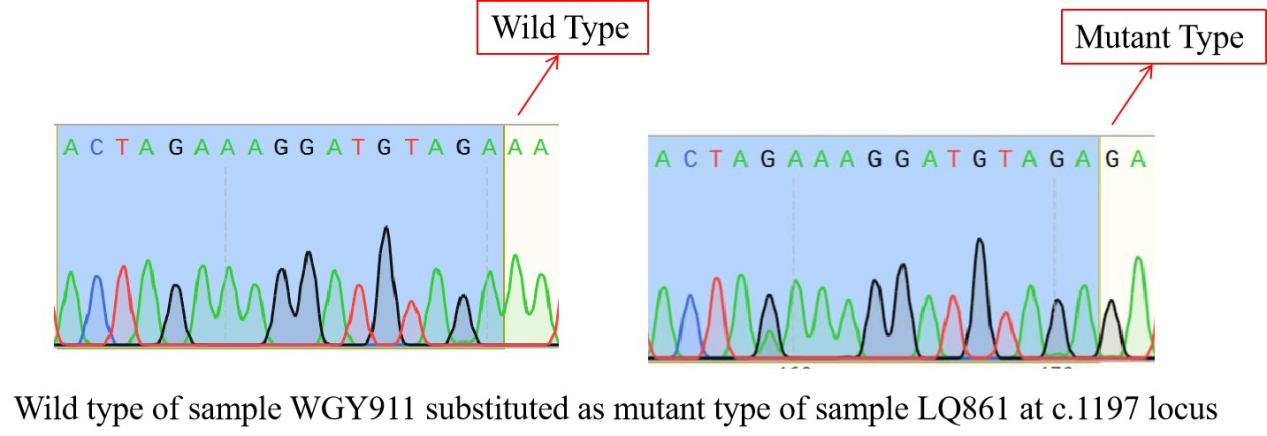 Wild Type
Mutant Type
A C T A G A A A G G A T G T A G A A A
A C T A G A A A G G A T G T A G A G A
Wild type of sample WGY911 substituted as mutant type of sample LQ861 at c.1197 locus